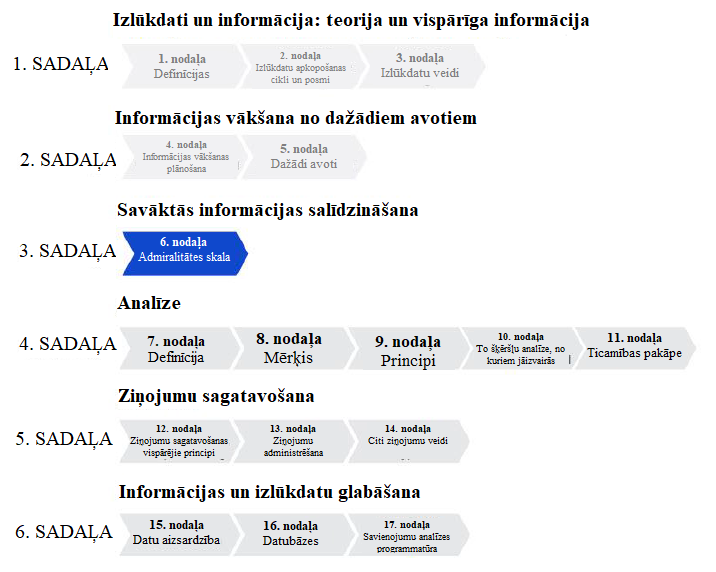 Izlūkdati un informācija: teorija un vispārīga informācija
1. SADAĻA
1. nodaļa
Definīcijas
2. nodaļa
Izlūkdatu apkopošanas
cikli un posmi
3. nodaļa
Izlūkdatu veidi
Informācijas vākšana no dažādiem avotiem
2. SADAĻA
4. nodaļa
Informācijas vākšanas
plānošana
5. nodaļa
Dažādi avoti
Savāktās informācijas salīdzināšana
3. SADAĻA
6. nodaļa
Admiralitātes skala
Analīze
4. SADAĻA
7. nodaļa
Definīcija
8. nodaļa
Mērķis
9. nodaļa
Principi
10. nodaļa
To šķēršļu analīze, no
kuriem jāizvairās
11. nodaļa
Ticamības pakāpe
Ziņojumu sagatavošana
5. SADAĻA
12. nodaļa
Ziņojumu sagatavošanas
vispārējie principi
13. nodaļa
Ziņojumu
administrēšana
14. nodaļa
Citi ziņojumu veidi
Informācijas un izlūkdatu glabāšana
6. SADAĻA
15. nodaļa
Datu aizsardzība
16. nodaļa
Datubāzes
17. nodaļa
Savienojumu analīzes
programmatūra